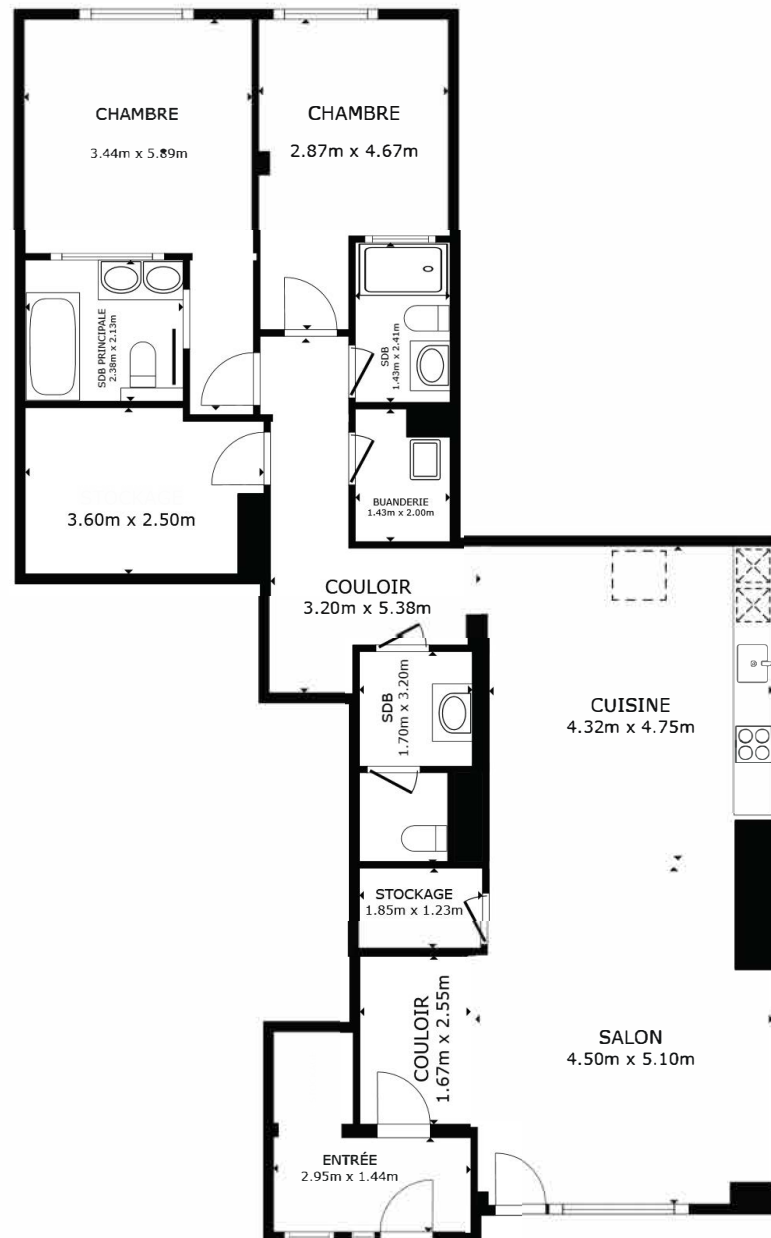 CHAMBRE
3.44m x 5.89m
CHAMBRE
2.87m x 4.67m
SDB PRINCIPALE
2.38m x 2.13m
SDB
1.43m x 2.41m
3.60m x 2.50m
BUANDERIE
1.43m x 2.00m
COULOIR
3.20m x 5.38m
SDB
1.70m x 3.20m
CUISINE
4.32m x 4.75m
STOCKAGE
1.85m x 1.23m
COULOIR
1.67m x 2.55m
SALON
4.50m x 5.10m
ENTRÉE
2.95m x 1.44m